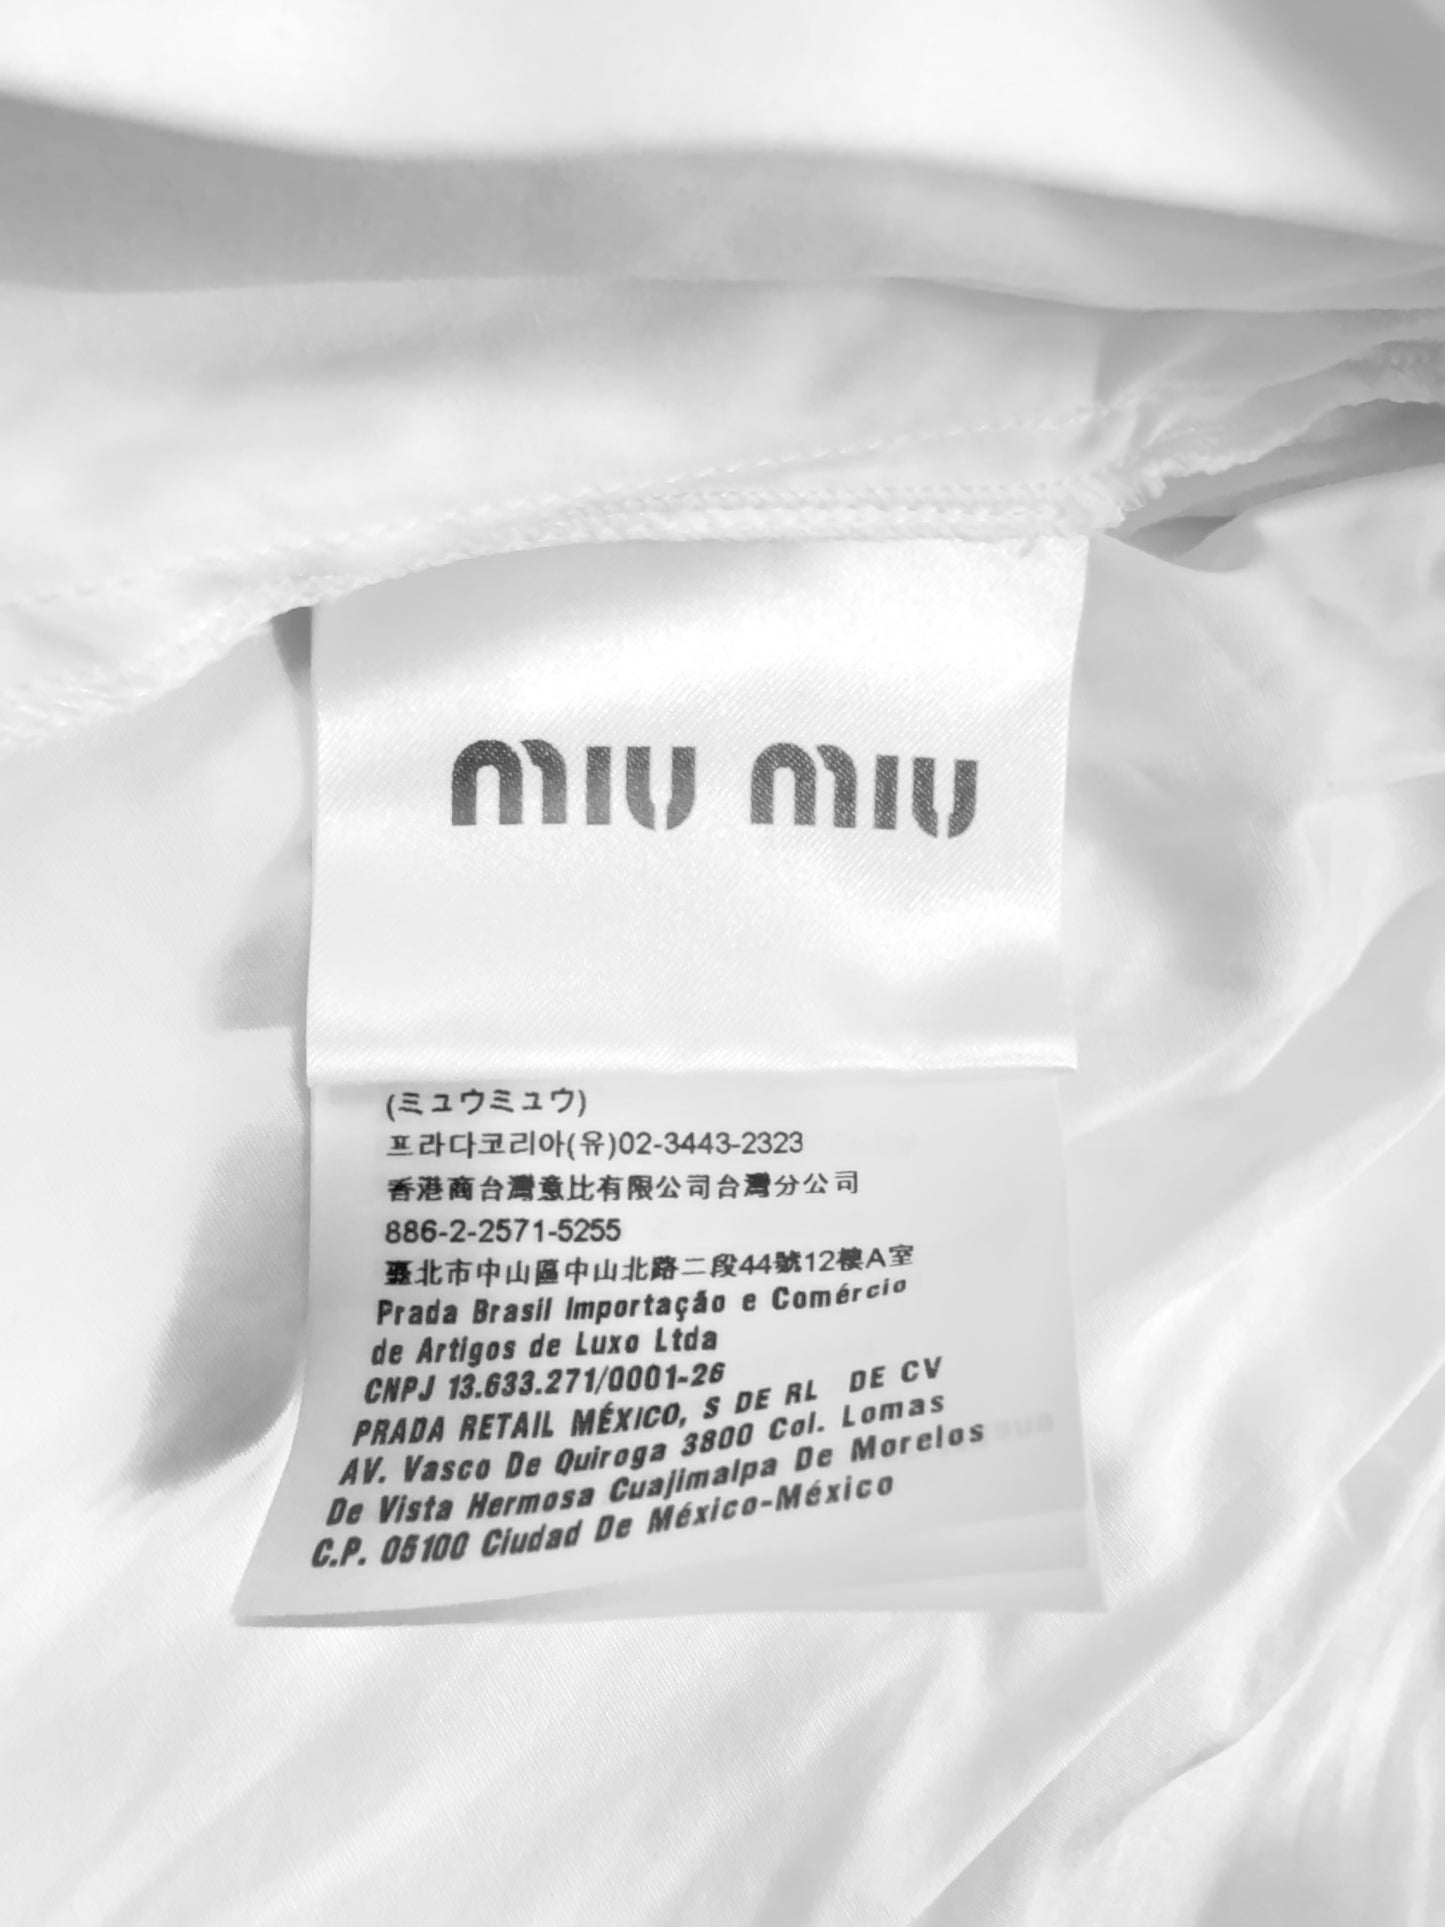 miu miu
(ミュウミュウ)
프라다코리아(유)02-3443-2323
香港商台灣意比有限公司台灣分公司
886-2-2571-5255
臺北市中山區中山北路二段44號12樓A室
Prada Brasil Importação e Comércio
de Artigos de Luxo Ltda
CNPJ 13.633.271/0001-26
PRADA RETAIL MÉXICO, S DE RL DE CV
AV. Vasco De Quiroga 3800 Col. Lomas
De Vista Hermosa Cuajimalpa De Morelos
C.P. 05100 Ciudad De México-México